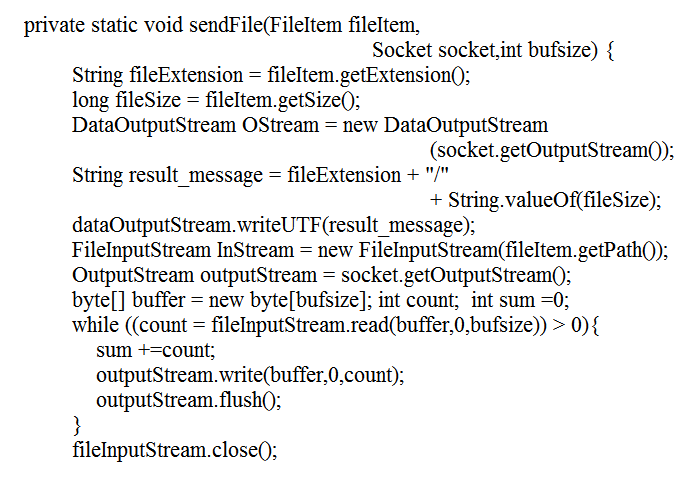 private static void sendFile(FileItem fileItem,
Socket socket,int bufsize) {
String fileExtension = fileItem.getExtension();
long fileSize = fileItem.getSize();
DataOutputStream OStream = new DataOutputStream
(socket.getOutputStream());
String result_message = fileExtension + "/"
+ String.valueOf(fileSize);
dataOutputStream.writeUTF(result_message);
FileInputStream InStream = new FileInputStream(fileItem.getPath());
OutputStream outputStream = socket.getOutputStream();
byte[] buffer = new byte[bufsize]; int count;  int sum =0;
while ((count = fileInputStream.read(buffer,0,bufsize)) > 0){
sum +=count;
outputStream.write(buffer,0,count);
outputStream.flush();
}
fileInputStream.close();